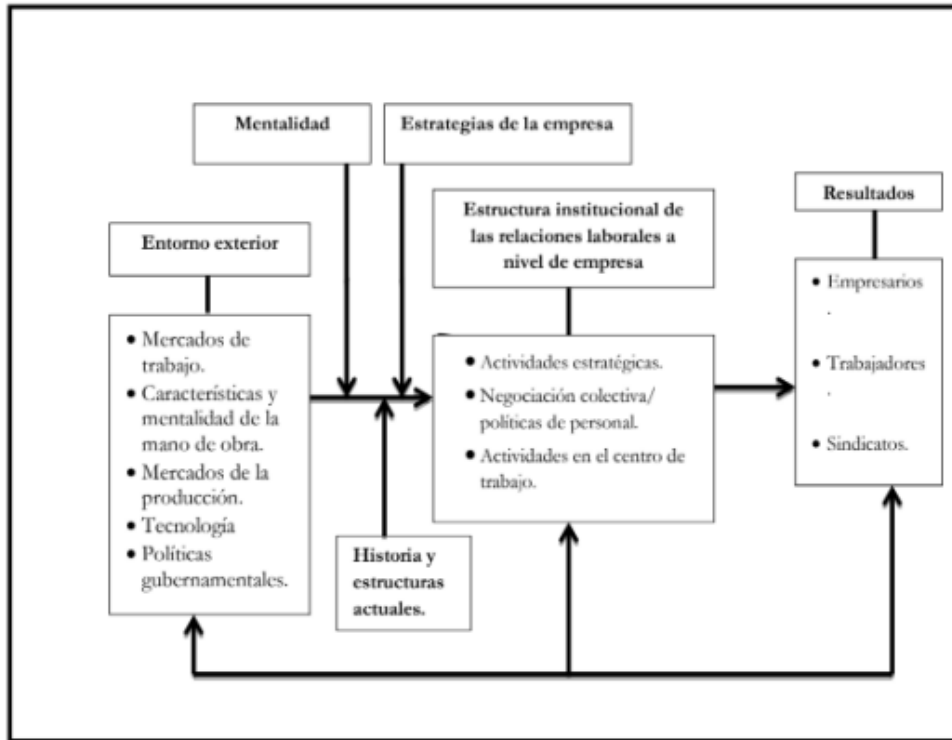 Mentalidad
Estrategias de la empresa
Entorno exterior
Estructura institucional de
las relaciones laborales a
nivel de empresa
Resultados
• Mercados de
trabajo.
• Características y
mentalidad de la
mano de obra.
• Mercados de la
producción.
• Tecnología
• Políticas
gubernamentales.
Historia y
estructuras
actuales.
• Actividades estratégicas.
• Negociación colectiva/
políticas de personal.
• Actividades en el centro de
trabajo.
• Empresarios
.
• Trabajadores
.
• Sindicatos.